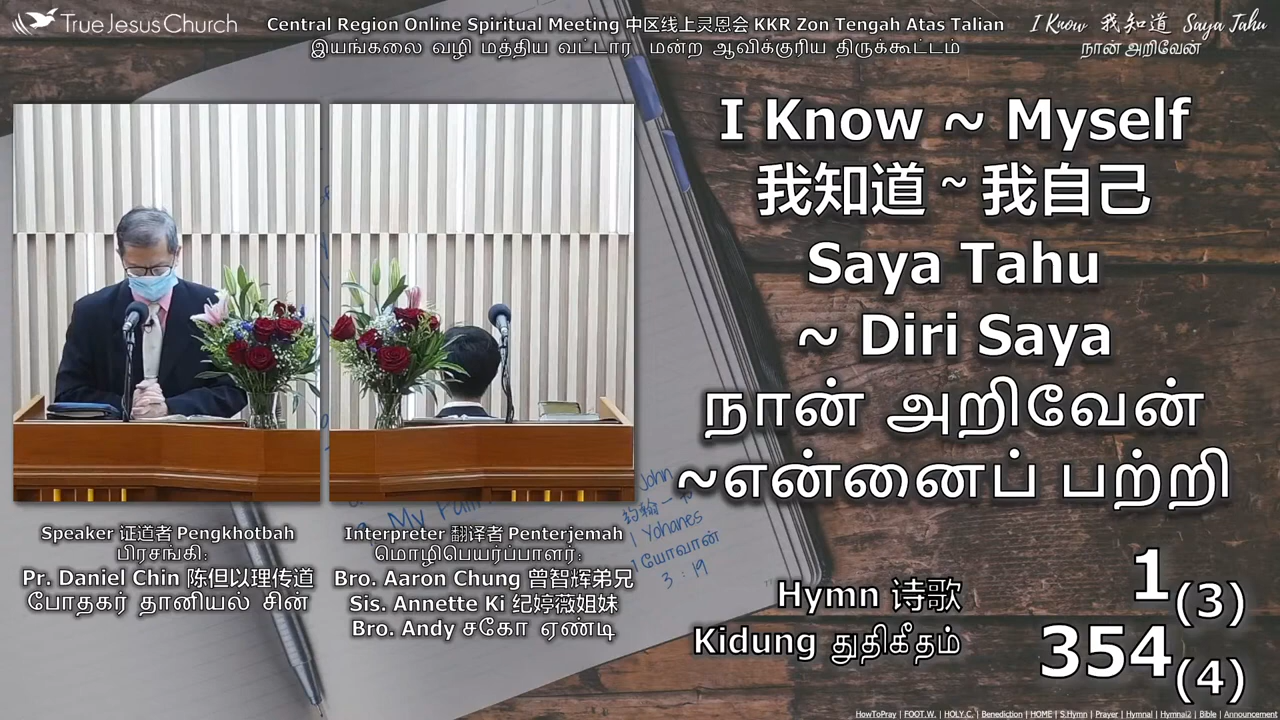 True Jesus Church
Central Region Online Spiritual Meeting 中区线上灵恩会 KKR Zon Tengah Atas Talian
இயங்கலை வழி மத்திய வட்டார மன்ற ஆவிக்குரிய திருக்கூட்டம்
I Know 我知道 Saya Tahu
நான் அறிவேன்
I Know ~ Myself
我知道 ~ 我自己
Saya Tahu
~ Diri Saya
நான் அறிவேன்
~என்னைப் பற்றி
Speaker 证道者 Pengkhotbah
பிரசங்கி:
Pr. Daniel Chin 陈但以理传道
போதகர் தானியல் சின்
Interpreter 翻译者 Penterjemah
மொழிபெயர்ப்பாளர்:
Bro. Aaron Chung 曾智辉弟兄
Sis. Annette Ki 纪婷薇姐妹
Bro. Andy சகோ ஏண்டி
My
John
约翰一书
1 Yohanes
1 யோவான்
3 : 19
Hymn 诗歌
Kidung துதிகீதம்
1(3)
354(4)
HowToPray | FOOT.W. | HOLY.C. | Benediction | HOME | S.Hymn | Prayer | Hymnal | Hymnal2 | Bible | Announcement